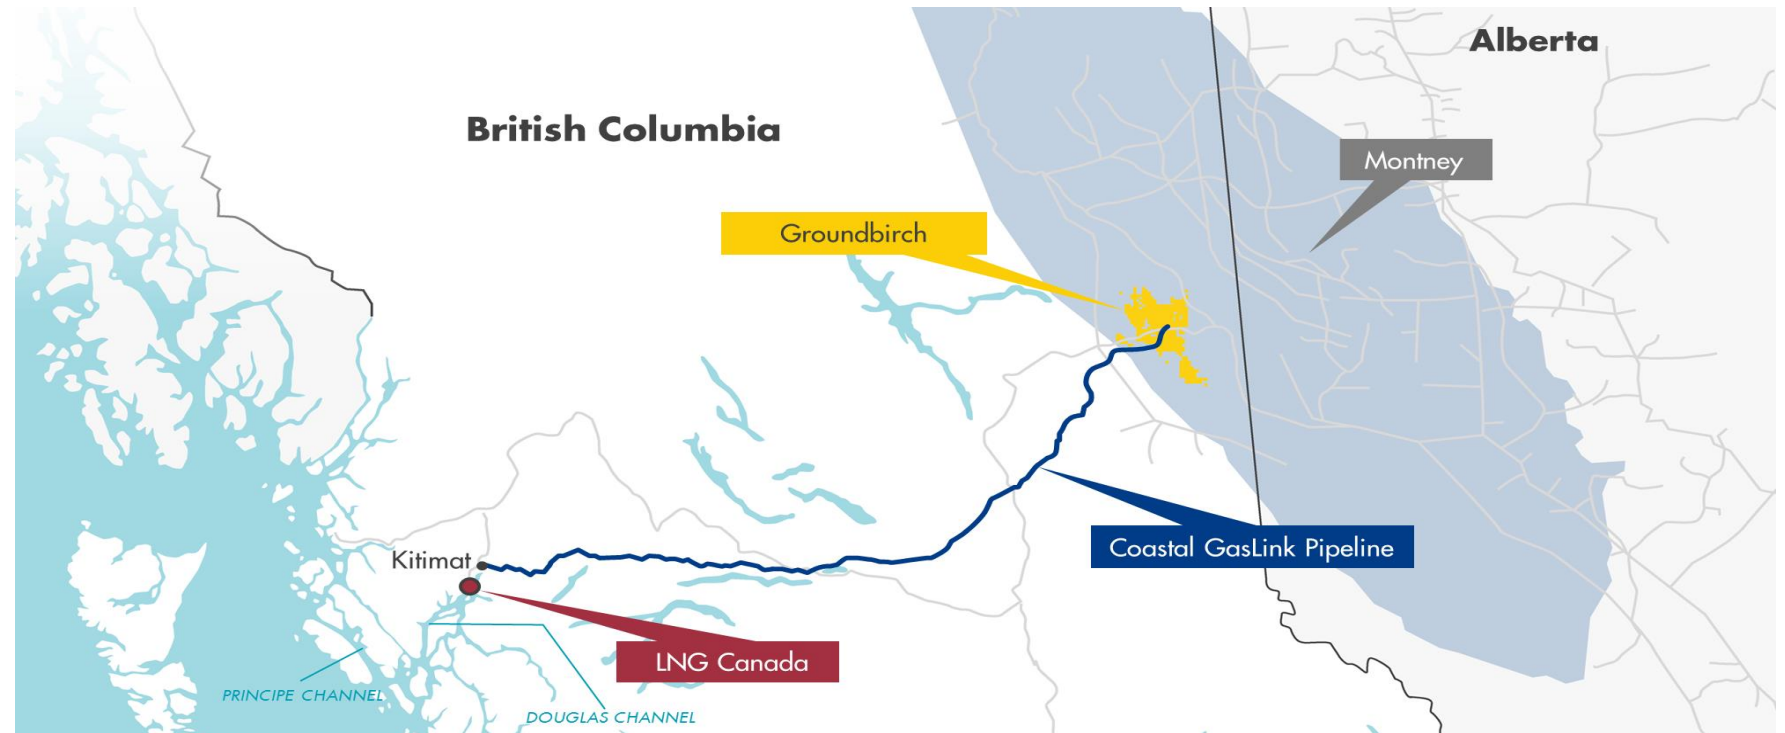 Alberta
British Columbia
Montney
Groundbirch
Coastal GasLink Pipeline
Kitimat
LNG Canada
PRINCIPE CHANNEL
DOUGLAS CHANNEL